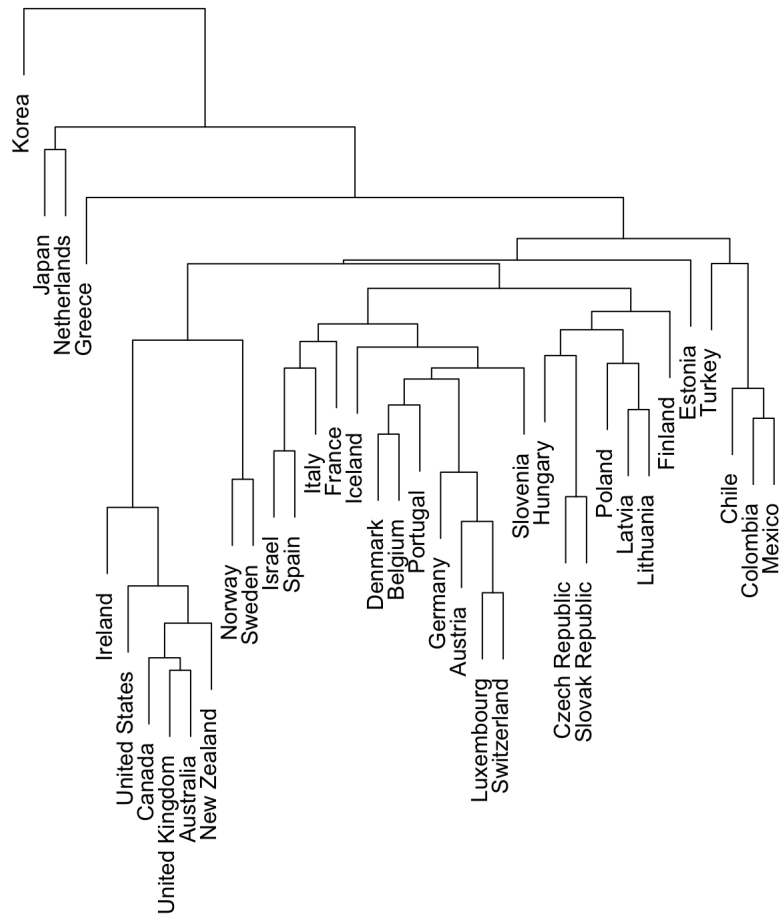 Korea
Japan
Netherlands
Greece
Ireland
United States
Canada
United Kingdom
Australia
New Zealand
Norway
Sweden
Israel
Spain
Italy
France
Iceland
Denmark
Belgium
Portugal
Germany
Austria
Luxembourg
Switzerland
Slovenia
Hungary
Czech Republic
Slovak Republic
Poland
Latvia
Lithuania
Finland
Estonia
Turkey
Chile
Colombia
Mexico